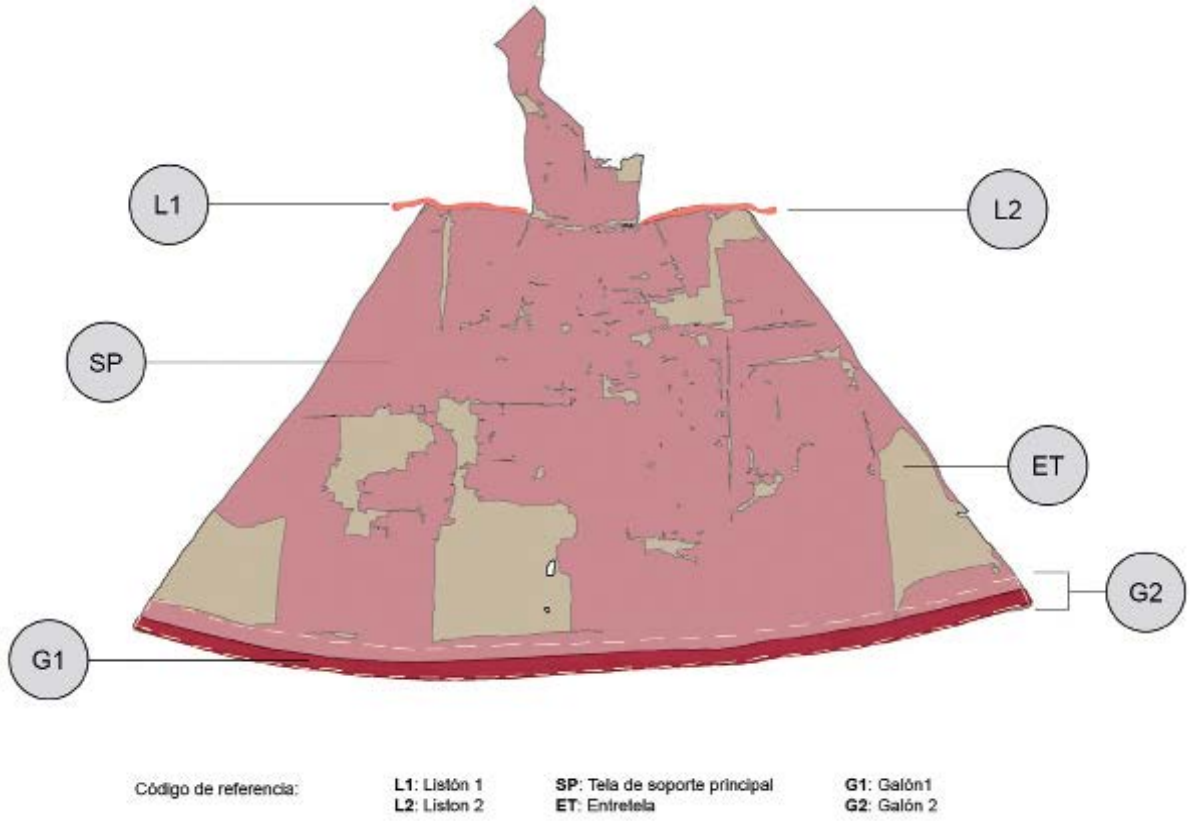 L1
L2
SP
ET
G2
G1
Código de referencia:
L1: Listón 1
L2: Liston 2
SP: Tela de soporte principal
ET: Entretela
G1: Galón1
G2: Galón 2